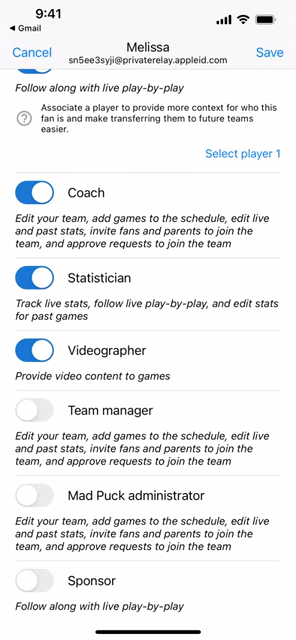 9:41
Gmail
Cancel
Melissa
Save
sn5ee3syji@privaterelay.appleid.com
Follow along with live play-by-play
Associate a player to provide more context for who this
fan is and make transferring them to future teams
easier.
Select player 1
Coach
Edit your team, add games to the schedule, edit live
and past stats, invite fans and parents to join the
team, and approve requests to join the team
Statistician
Track live stats, follow live play-by-play, and edit stats
for past games
Videographer
Provide video content to games
Team manager
Edit your team, add games to the schedule, edit live
and past stats, invite fans and parents to join the
team, and approve requests to join the team
Mad Puck administrator
Edit your team, add games to the schedule, edit live
and past stats, invite fans and parents to join the
team, and approve requests to join the team
Sponsor
Follow along with live play-by-play